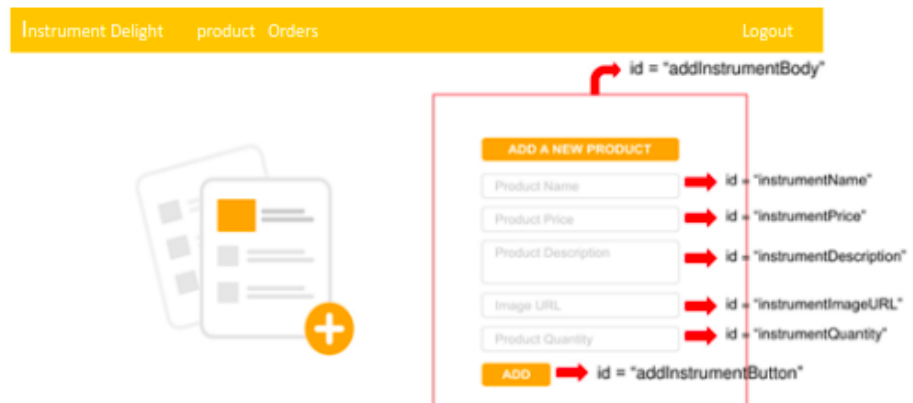 Instrument Delight product Orders Logout
id = "addInstrumentBody"
ADD A NEW PRODUCT
Product Name id = "instrumentName"
Product Price id = "instrumentPrice"
Product Description id = "instrumentDescription"
Image URL id = "instrumentImageURL"
Product Quantity id = "instrumentQuantity"
ADD id = "addInstrumentButton"